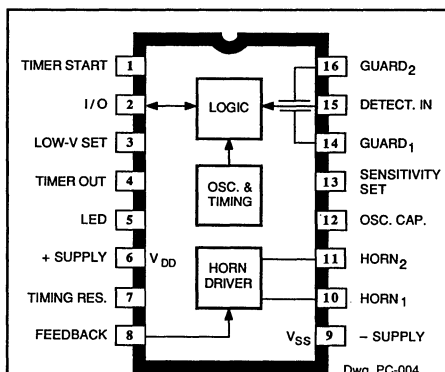 TIMER START 1
I/O 2
LOW-V SET 3
TIMER OUT 4
LED 5
+ SUPPLY 6 VDD
TIMING RES. 7
FEEDBACK 8
LOGIC
OSC. &
TIMING
HORN
DRIVER
16 GUARD2
15 DETECT. IN
14 GUARD1
13 SENSITIVITY
SET
12 OSC. CAP.
11 HORN2
10 HORN1
VSS 9 – SUPPLY
Dwg. PC-004